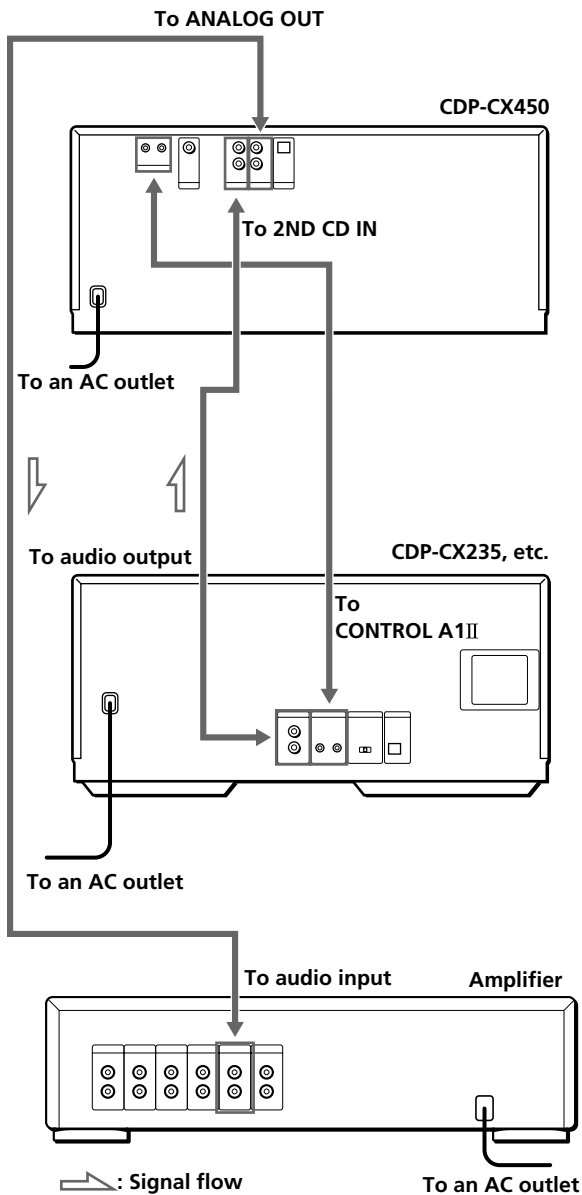 To ANALOG OUT
CDP-CX450
To 2ND CD IN
To an AC outlet
To audio output
CDP-CX235, etc.
To
CONTROL A1Ⅱ
To an AC outlet
To audio input
Amplifier
: Signal flow
To an AC outlet